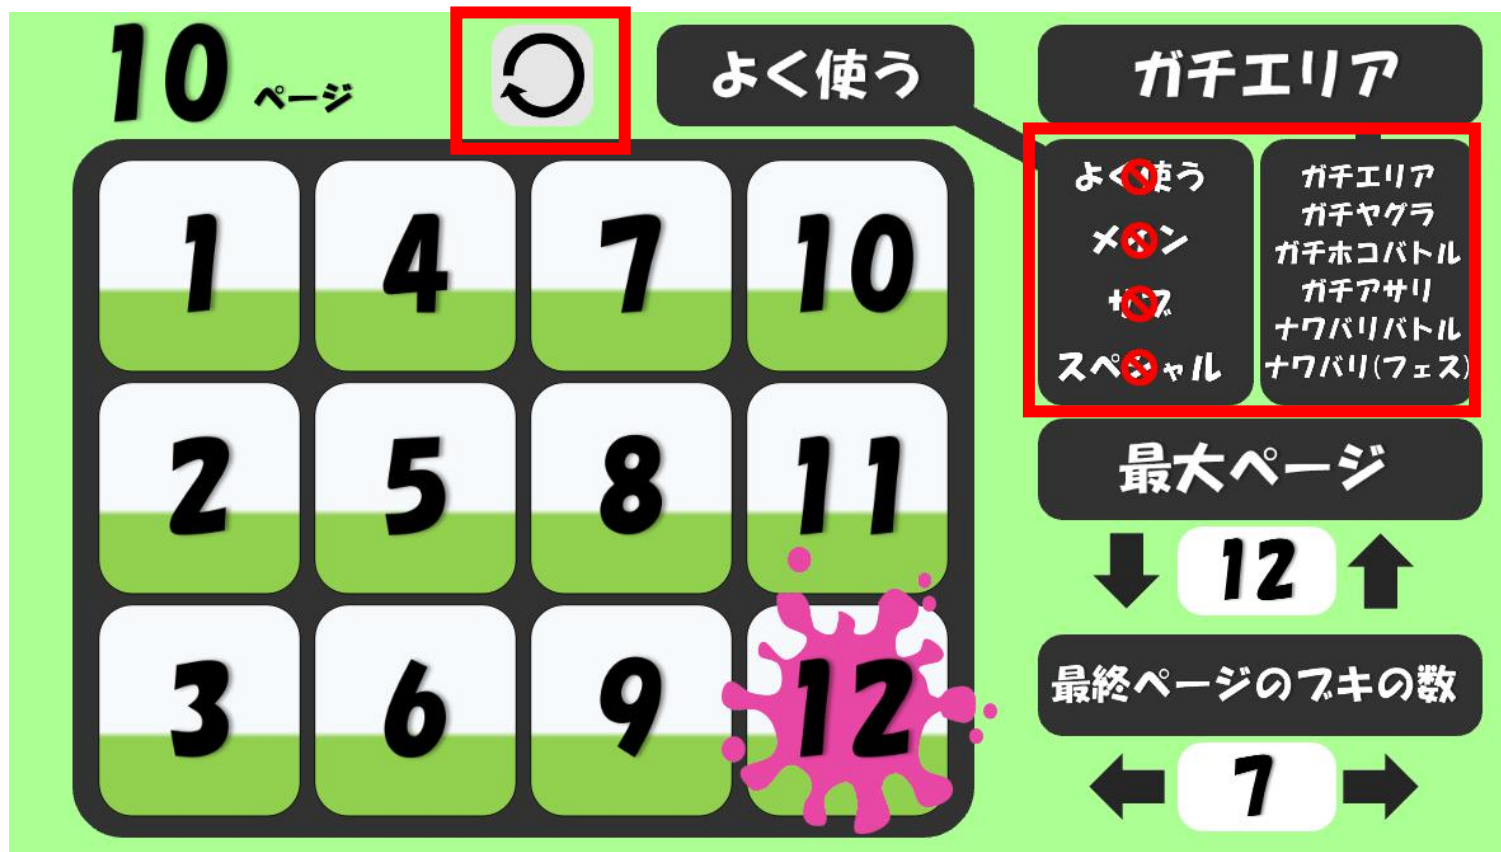 10 ページ
よく使う
ガチエリア
1 4 7 10
2 5 8 11
3 6 9 12
よく使う
メイン
サブ
スペシャル
ガチエリア
ガチヤグラ
ガチホコバトル
ガチアサリ
ナワバリバトル
ナワバリ(フェス)
最大ページ
12
最終ページのブキの数
7